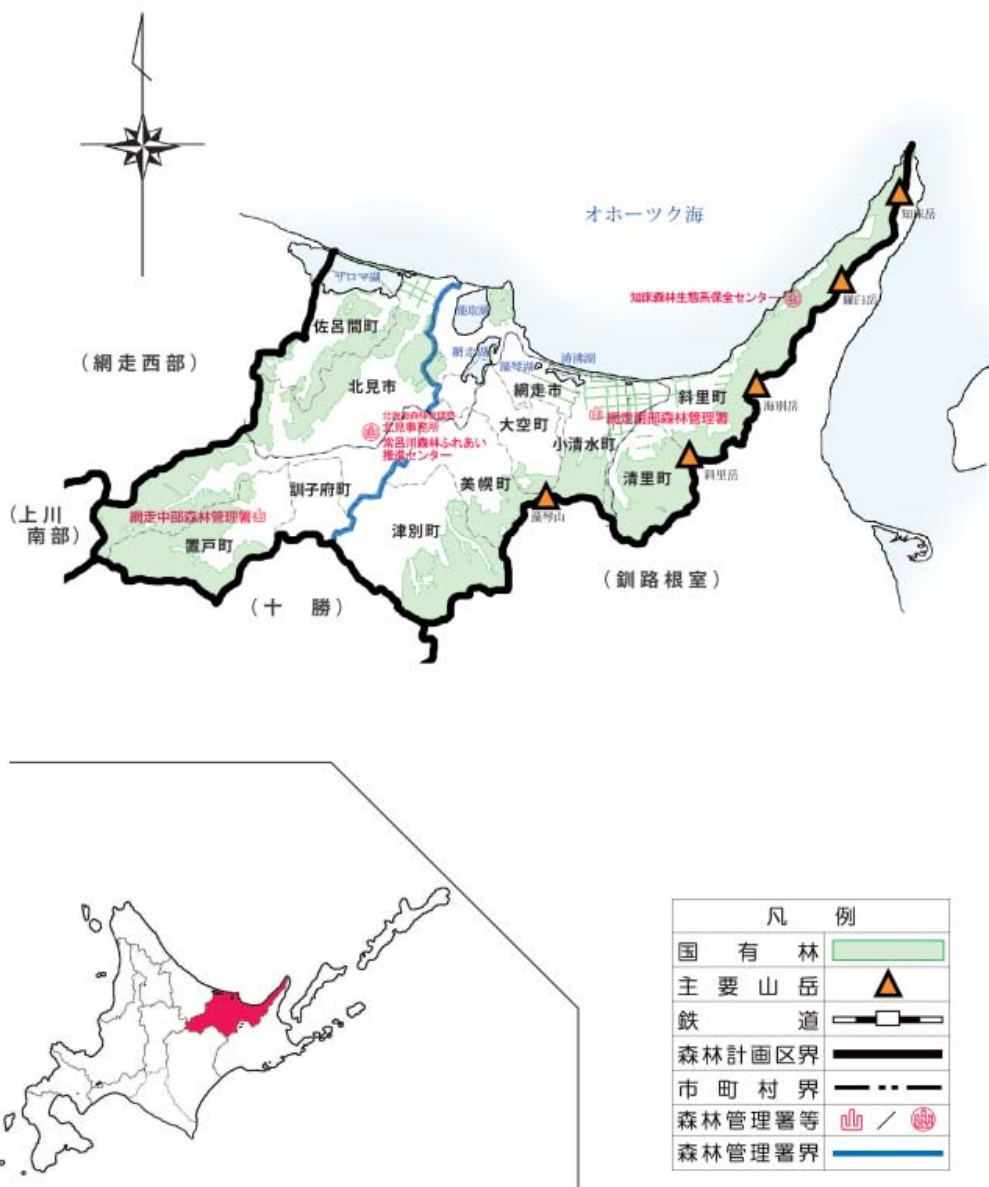 オホーツク海
知床岳
知床森林生態系保全センター
羅臼岳
サロマ湖
能取湖
佐呂間町
(網走西部)
網走湖
藻琴湖
涛沸湖
北見市
網走市
斜里町
海別岳
網走南部森林管理署
北見事務所
常呂川森林ふれあい
推進センター
大空町
小清水町
清里町
斜里岳
美幌町
訓子府町
藻琴山
(上川
南部)
網走中部森林管理署
置戸町
津別町
(釧路根室)
(十 勝)
凡 例
国有林
主要山岳
鉄道
森林計画区界
市町村界
森林管理署等 /
森林管理署界